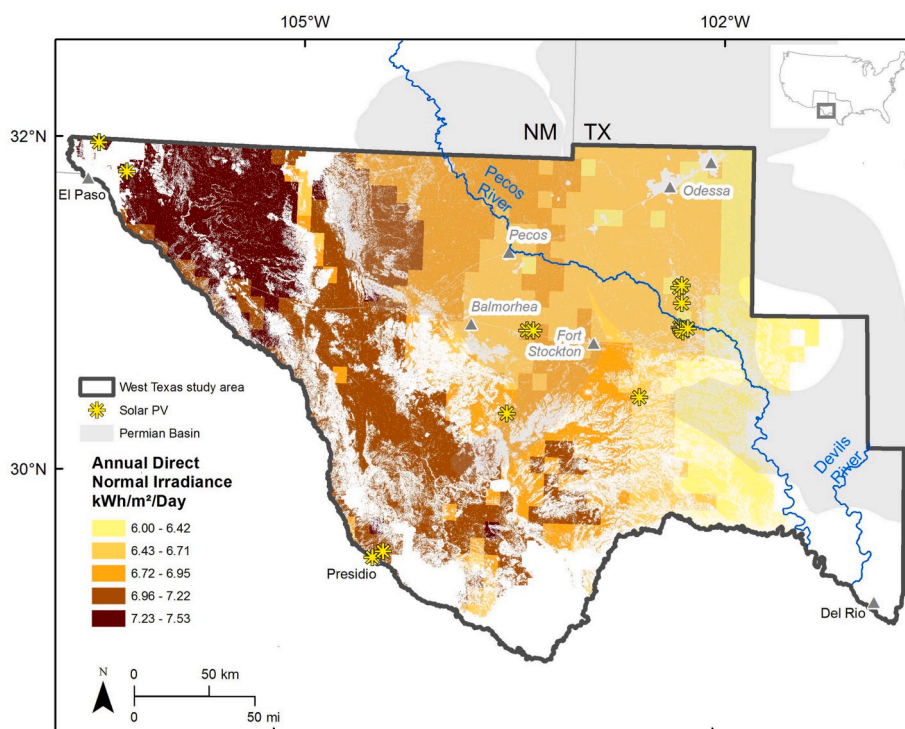 105°W
102°W
32°N
NM
TX
Pecos
River
Odessa
El Paso
Pecos
Balmorhea
Fort
Stockton
West Texas study area
Solar PV
Permian Basin
30°N
Annual Direct
Normal Irradiance
kWh/m²/Day
6.00 - 6.42
6.43 - 6.71
6.72 - 6.95
6.96 - 7.22
7.23 - 7.53
Devils
River
Presidio
Del Rio
N
0 50 km
0 50 mi